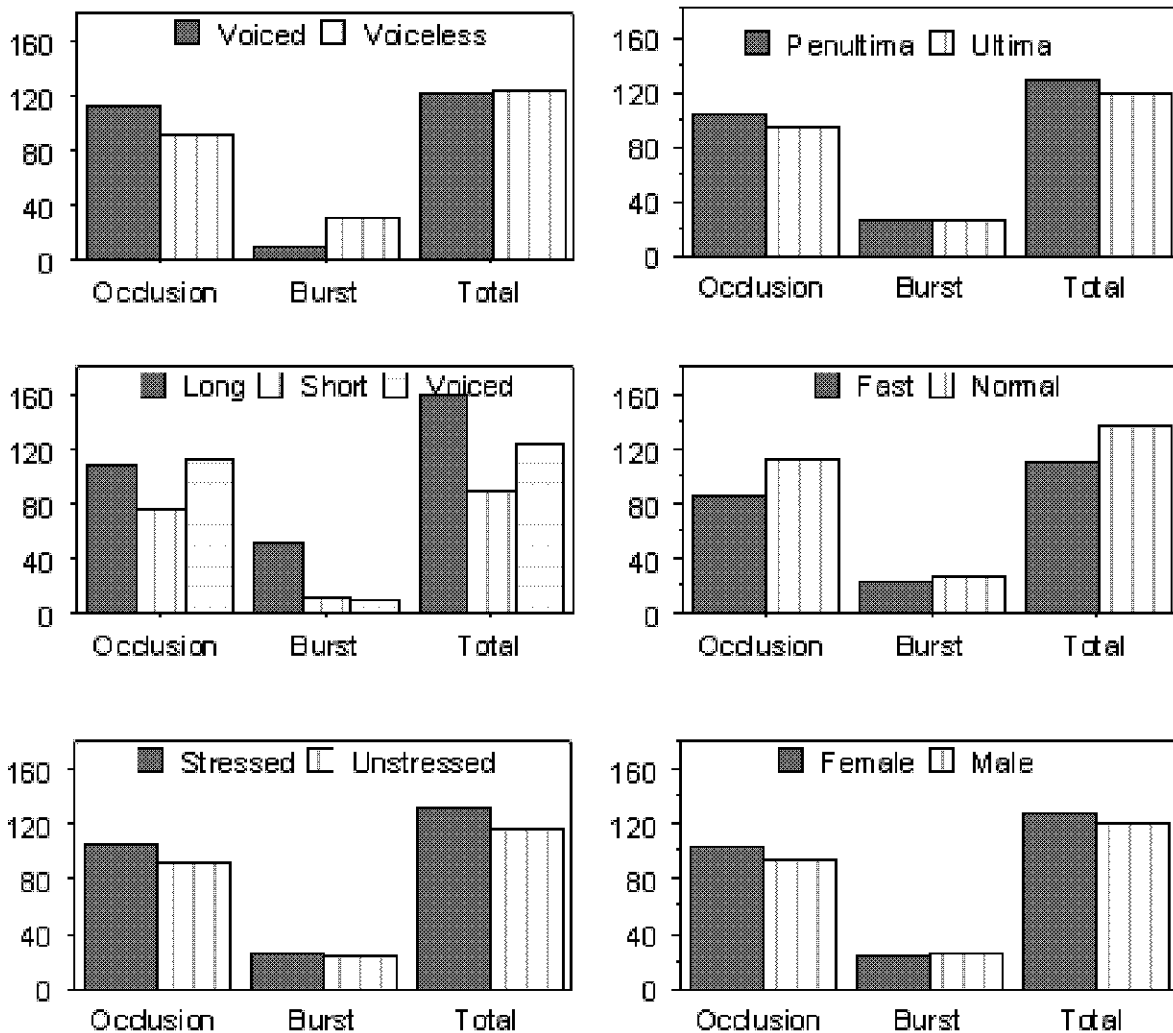 Voiced Voiceless
160
120
80
40
0
Occlusion Burst Total
Penultima Ultima
160
120
80
40
0
Occlusion Burst Total
Long Short Voiced
160
120
80
40
0
Occlusion Burst Total
Fast Normal
160
120
80
40
0
Occlusion Burst Total
Stressed Unstressed
160
120
80
40
0
Occlusion Burst Total
Female Male
160
120
80
40
0
Occlusion Burst Total